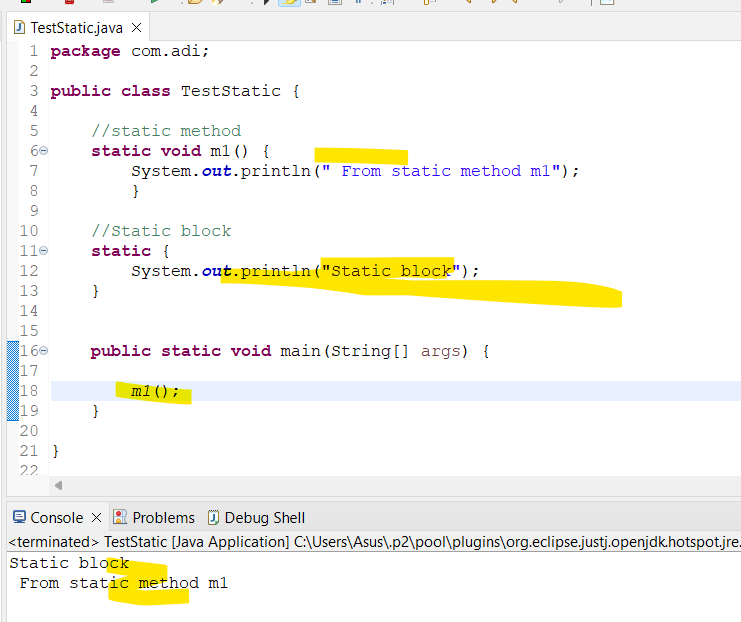 TestStatic.java
1 package com.adi;
2
3 public class TestStatic {
4
5     //static method
6     static void m1() {
7         System.out.println(" From static method m1");
8         }
9
10     //Static block
11     static {
12         System.out.println("Static block");
13     }
14
15
16     public static void main(String[] args) {
17
18         m1();
19     }
20
21 }
22
Console Problems Debug Shell
<terminated> TestStatic [Java Application] C:\Users\Asus\.p2\pool\plugins\org.eclipse.justj.openjdk.hotspot.jre.
Static block
 From static method m1